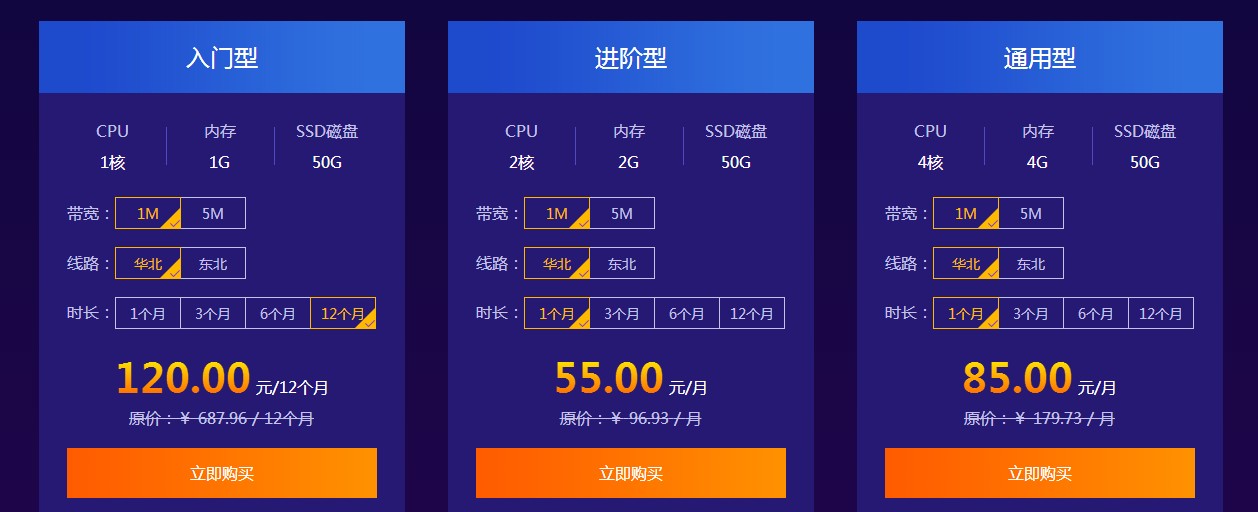 入门型
CPU 内存 SSD磁盘
1核 1G 50G
带宽： 1M 5M
线路： 华北 东北
时长： 1个月 3个月 6个月 12个月
120.00 元/12个月
原价：￥ 687.96 / 12个月
立即购买
进阶型
CPU 内存 SSD磁盘
2核 2G 50G
带宽： 1M 5M
线路： 华北 东北
时长： 1个月 3个月 6个月 12个月
55.00 元/月
原价：￥ 96.93 / 月
立即购买
通用型
CPU 内存 SSD磁盘
4核 4G 50G
带宽： 1M 5M
线路： 华北 东北
时长： 1个月 3个月 6个月 12个月
85.00 元/月
原价：￥ 179.73 / 月
立即购买